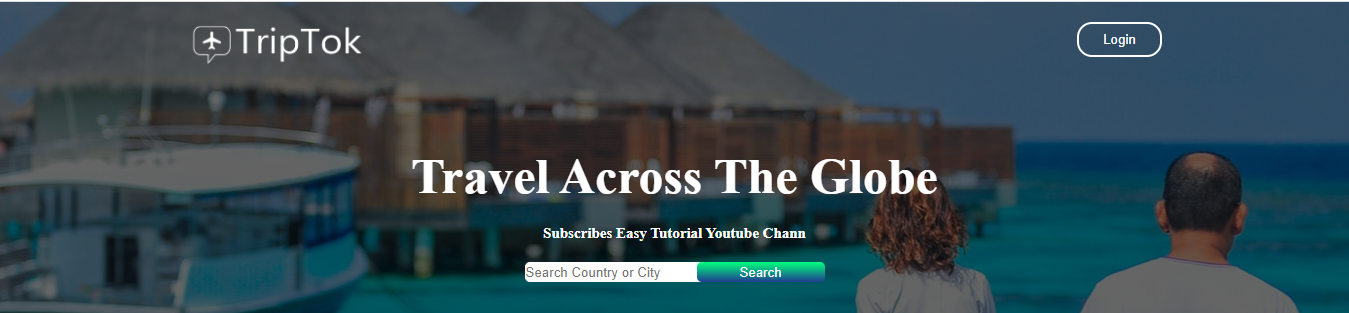 TripTok
Login
Travel Across The Globe
Subscribes Easy Tutorial Youtube Chann
Search Country or City
Search